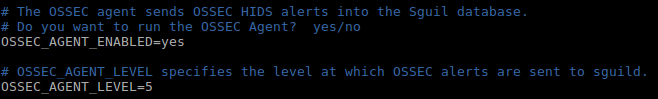 # The OSSEC agent sends OSSEC HIDS alerts into the Sguil database.
# Do you want to run the OSSEC Agent?  yes/no
OSSEC_AGENT_ENABLED=yes

# OSSEC_AGENT_LEVEL specifies the level at which OSSEC alerts are sent to sguild.
OSSEC_AGENT_LEVEL=5